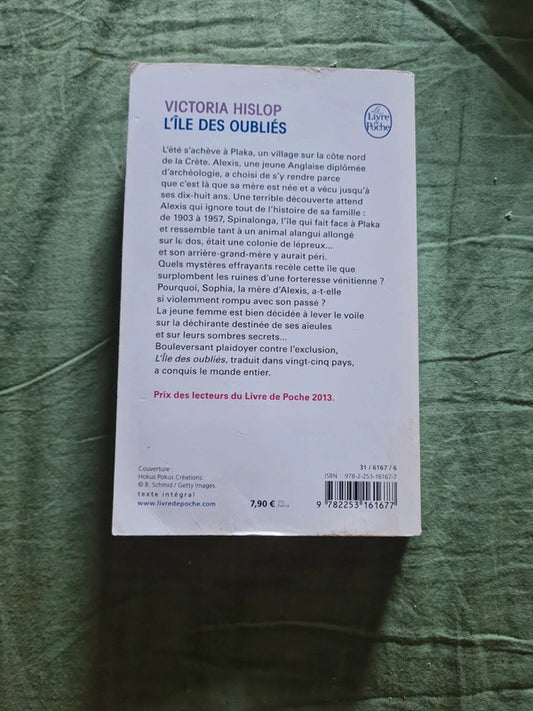 VICTORIA HISLOP
L'ÎLE DES OUBLIÉS
Le
Livre
de
Poche
L'été s'achève à Plaka, un village sur la côte nord
de la Crète. Alexis, une jeune Anglaise diplômée
d'archéologie, a choisi de s'y rendre parce
que c'est là que sa mère est née et a vécu jusqu'à
ses dix-huit ans. Une terrible découverte attend
Alexis qui ignore tout de l'histoire de sa famille :
de 1903 à 1957, Spinalonga, l'île qui fait face à Plaka
et ressemble tant à un animal alangui allongé
sur le dos, était une colonie de lépreux...
et son arrière-grand-mère y aurait péri.
Quels mystères effrayants recèle cette île que
surplombent les ruines d'une forteresse vénitienne ?
Pourquoi, Sophia, la mère d'Alexis, a-t-elle
si violemment rompu avec son passé ?
La jeune femme est bien décidée à lever le voile
sur la déchirante destinée de ses aïeules
et sur leurs sombres secrets...
Bouleversant plaidoyer contre l'exclusion,
L'Île des oubliés, traduit dans vingt-cinq pays,
a conquis le monde entier.
Prix des lecteurs du Livre de Poche 2013.
Couverture :
Hokus Pokus Créations.
© B. Schmid / Getty Images.
texte intégral
www.livredepoche.com
7,90 €
31 / 6167 / 6
ISBN : 978-2-253-16167-7
9 782253 161677